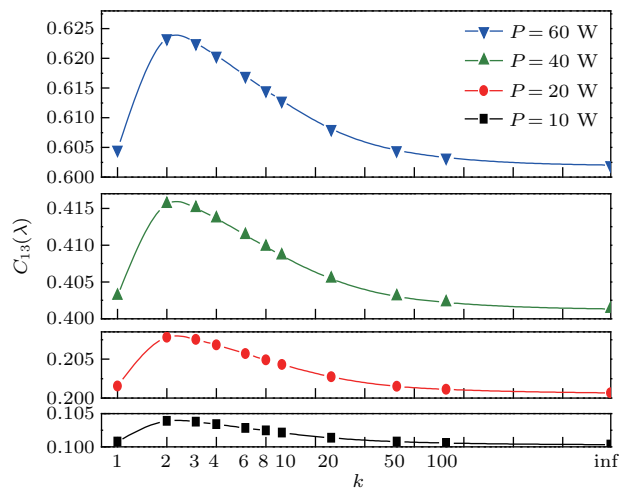 0.625
0.620
0.615
0.610
0.605
0.600
P = 60 W
P = 40 W
P = 20 W
P = 10 W
0.415
0.410
0.405
0.400
C₁₃(λ)
0.205
0.200
0.105
0.100
1 2 3 4 6 8 10 20 50 100 inf
k